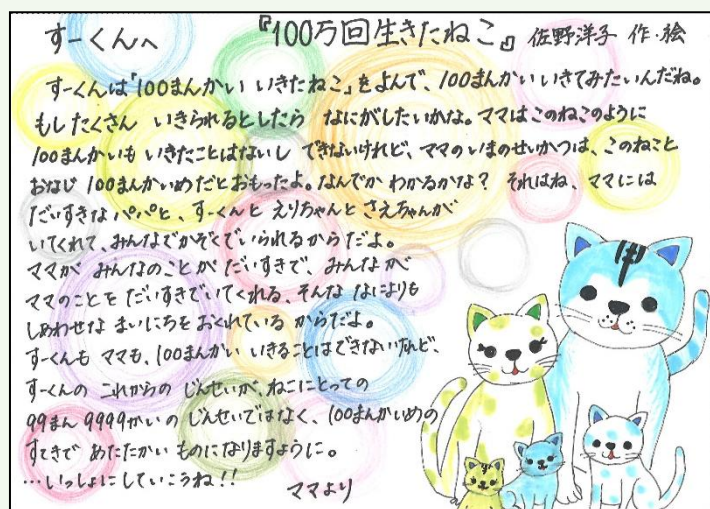 すーくんへ 『100万回生きたねこ』 佐野洋子 作・絵
すーくんは「100まんかい いきたねこ」をよんで、100まんかい いきてみたいんだね。
もし たくさん いきられるとしたら なにがしたいかな。ママはこのねこのように
100まんかいも いきたことはないし できないけれど、ママのいまのせいかつは、このねこと
おなじ 100まんかいめだとおもったよ。なんでか わかるかな? それはね、ママには
だいすきな パパと、すーくんと えりちゃんと さえちゃんが
いてくれて、みんなでかぞくでいられるからだよ。
ママが みんなのことが だいすきで、みんなが
ママのことを だいすきでいてくれる、そんな なによりも
しあわせな まいにちを おくれている からだよ。
すーくんも ママも、100まんかい いきることはできないけれど、
すーくんの これからの じんせいが、ねこにとっての
99まん9999かいの じんせいではなく、100まんかいめの
すてきで あたたかい ものになりますように。
…いっしょにしていこうね!!
ママより